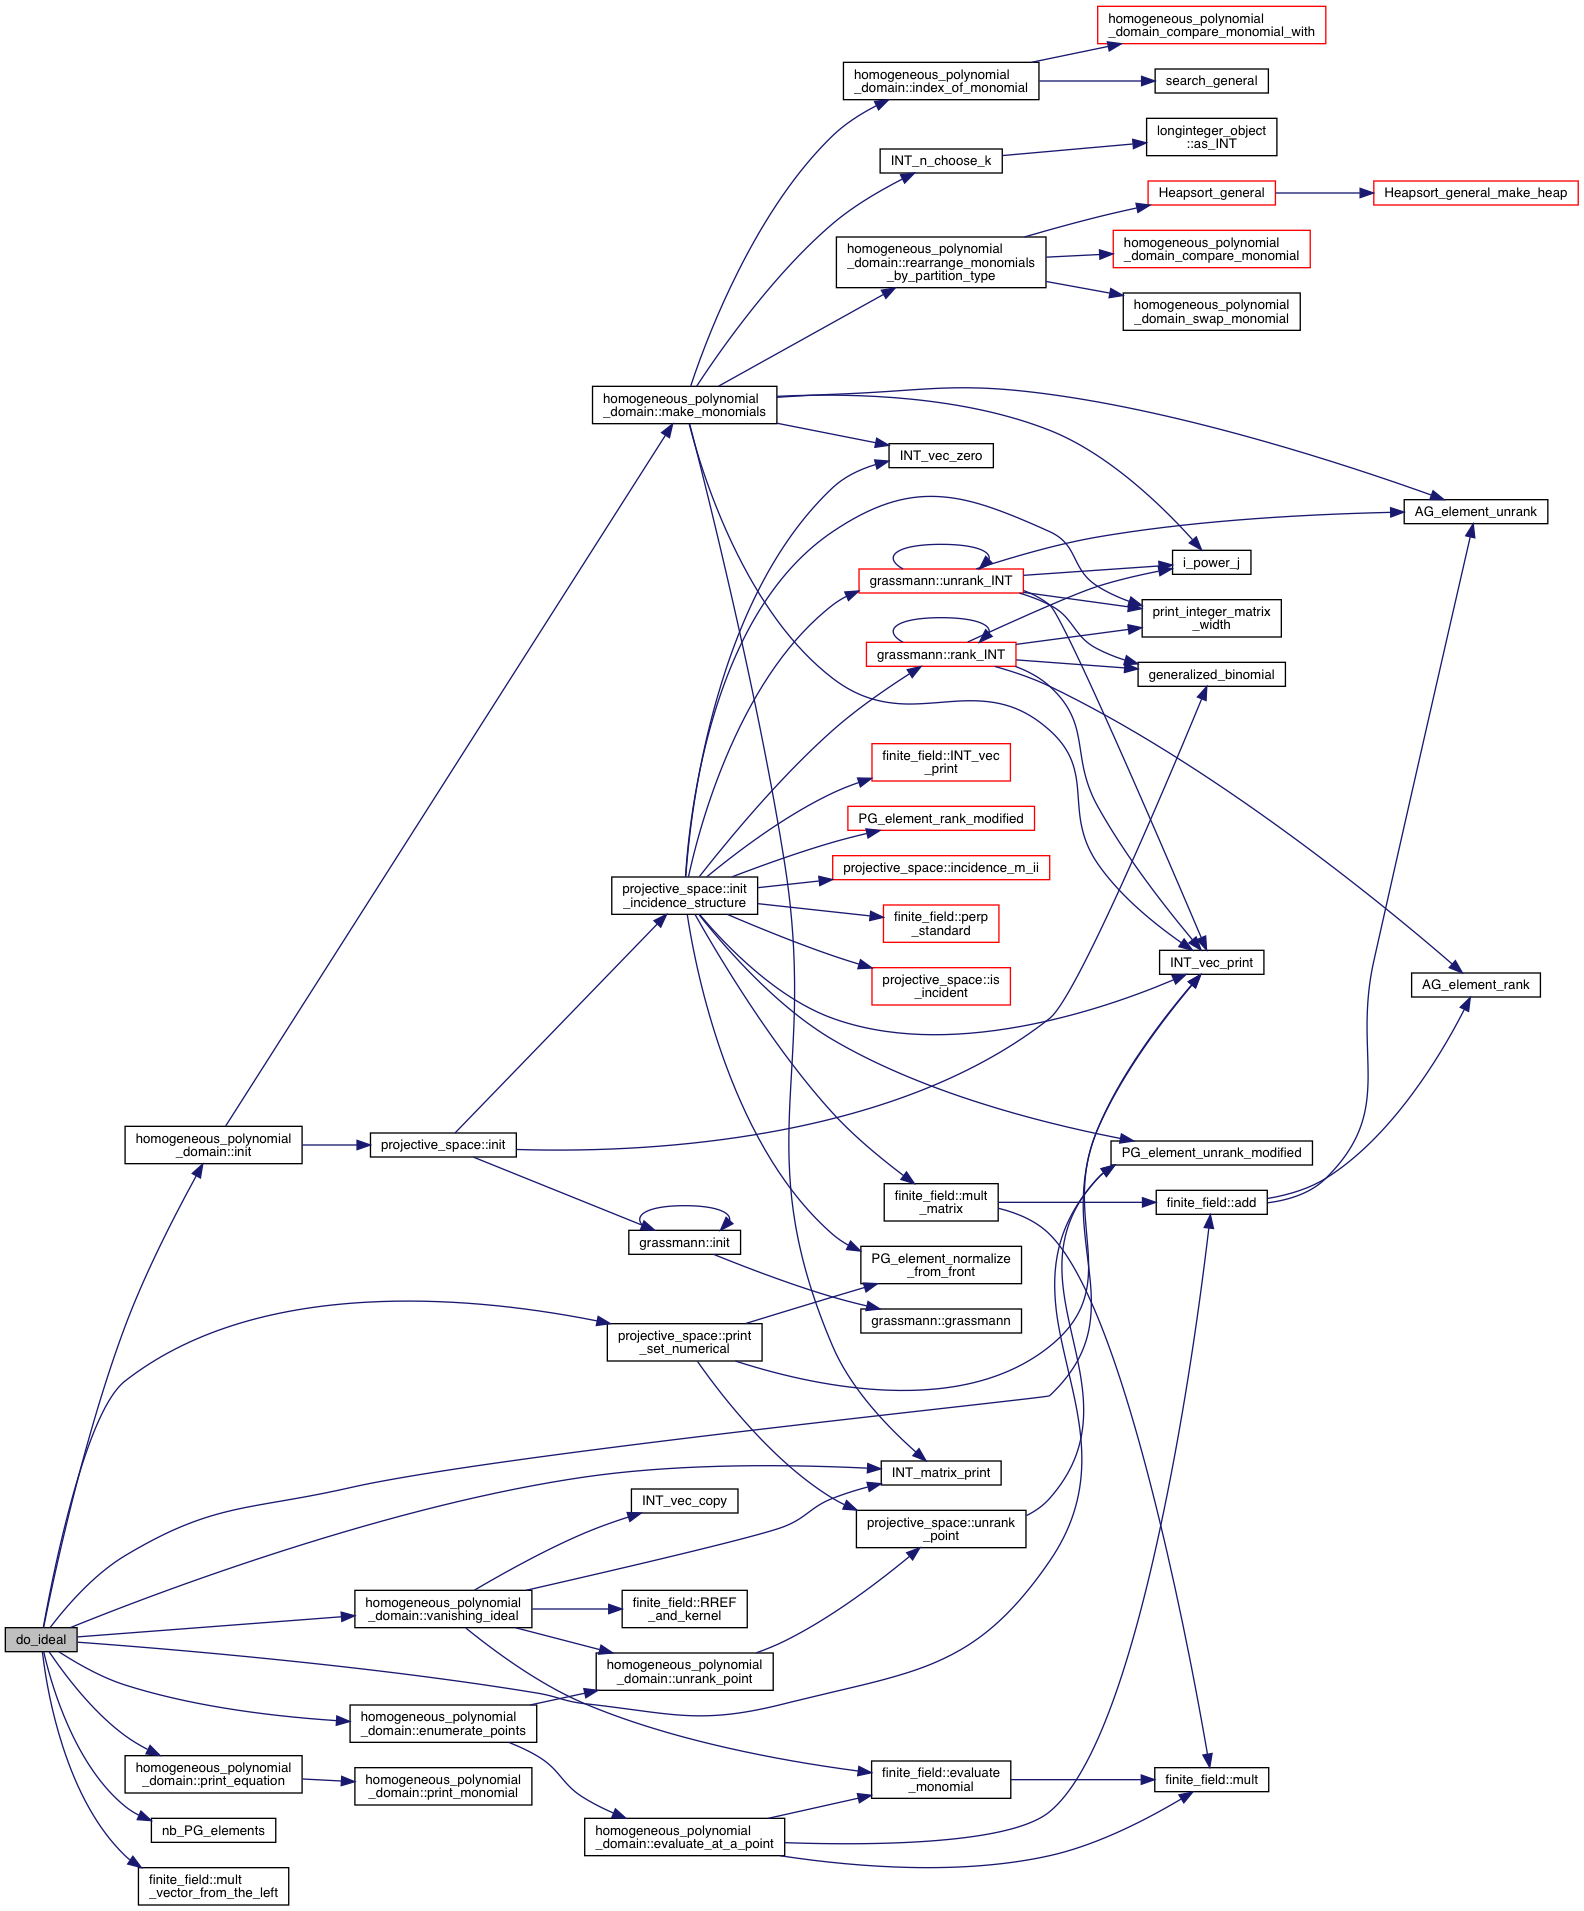 homogeneous_polynomial
_domain_compare_monomial_with
homogeneous_polynomial
_domain::index_of_monomial
search_general
longinteger_object
::as_INT
INT_n_choose_k
Heapsort_general
Heapsort_general_make_heap
homogeneous_polynomial
_domain::rearrange_monomials
_by_partition_type
homogeneous_polynomial
_domain_compare_monomial
homogeneous_polynomial
_domain_swap_monomial
homogeneous_polynomial
_domain::make_monomials
INT_vec_zero
AG_element_unrank
i_power_j
grassmann::unrank_INT
print_integer_matrix
_width
grassmann::rank_INT
generalized_binomial
finite_field::INT_vec
_print
PG_element_rank_modified
projective_space::incidence_m_ii
projective_space::init
_incidence_structure
finite_field::perp
_standard
INT_vec_print
projective_space::is
_incident
AG_element_rank
homogeneous_polynomial
_domain::init
projective_space::init
PG_element_unrank_modified
finite_field::mult
_matrix
finite_field::add
grassmann::init
PG_element_normalize
_from_front
grassmann::grassmann
projective_space::print
_set_numerical
INT_matrix_print
INT_vec_copy
projective_space::unrank
_point
homogeneous_polynomial
_domain::vanishing_ideal
finite_field::RREF
_and_kernel
do_ideal
homogeneous_polynomial
_domain::unrank_point
homogeneous_polynomial
_domain::enumerate_points
homogeneous_polynomial
_domain::print_equation
homogeneous_polynomial
_domain::print_monomial
finite_field::evaluate
_monomial
finite_field::mult
nb_PG_elements
homogeneous_polynomial
_domain::evaluate_at_a_point
finite_field::mult
_vector_from_the_left